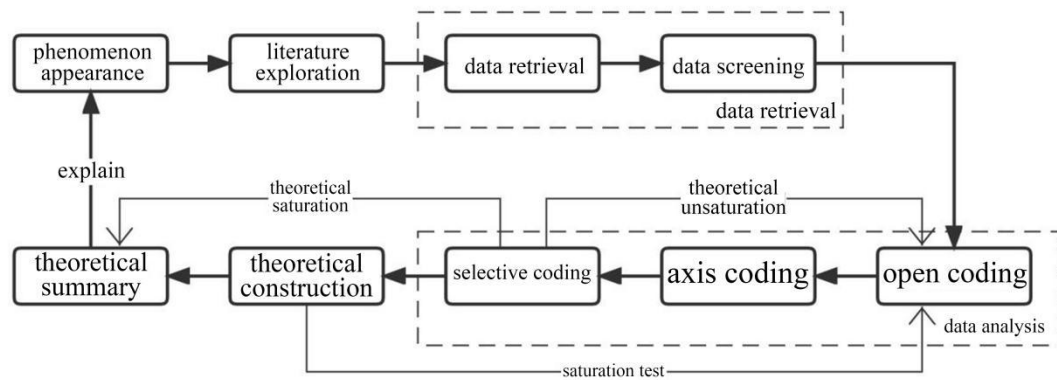 phenomenon
appearance
literature
exploration
data retrieval
data screening
data retrieval
explain
theoretical
saturation
theoretical
unsaturation
theoretical
summary
theoretical
construction
selective coding
axis coding
open coding
data analysis
saturation test